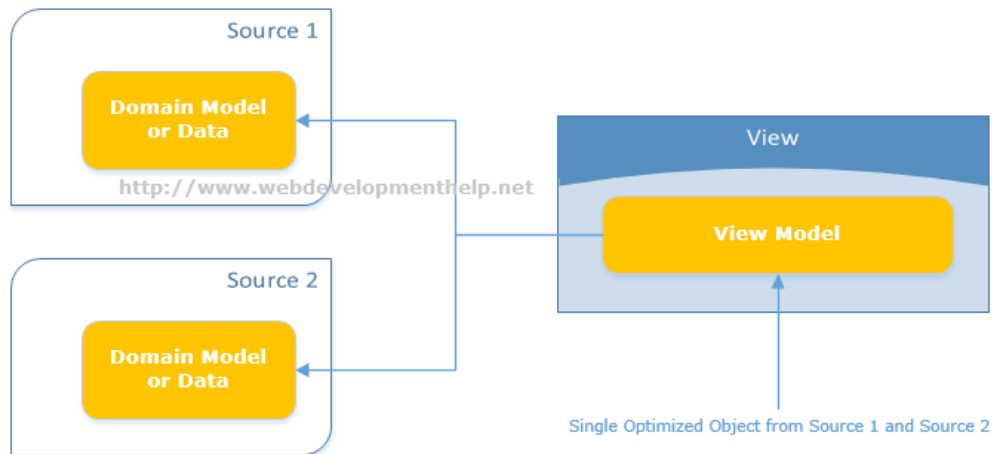 Source 1
Domain Model
or Data
http://www.webdevelopmenthelp.net
View
View Model
Source 2
Domain Model
or Data
Single Optimized Object from Source 1 and Source 2